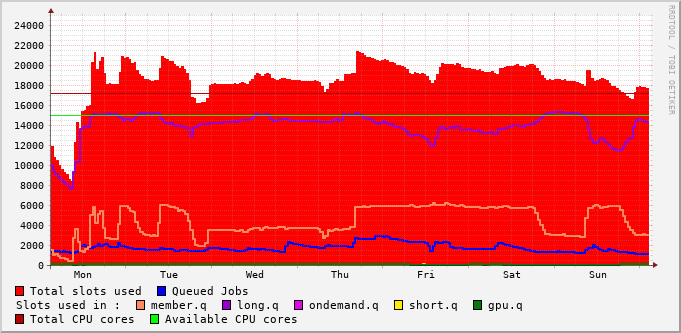 RRDTOOL / TOBI OETIKER
24000
22000
20000
18000
16000
14000
12000
10000
8000
6000
4000
2000
0
Mon Tue Wed Thu Fri Sat Sun
Total slots used Queued Jobs
Slots used in : member.q long.q ondemand.q short.q gpu.q
Total CPU cores Available CPU cores